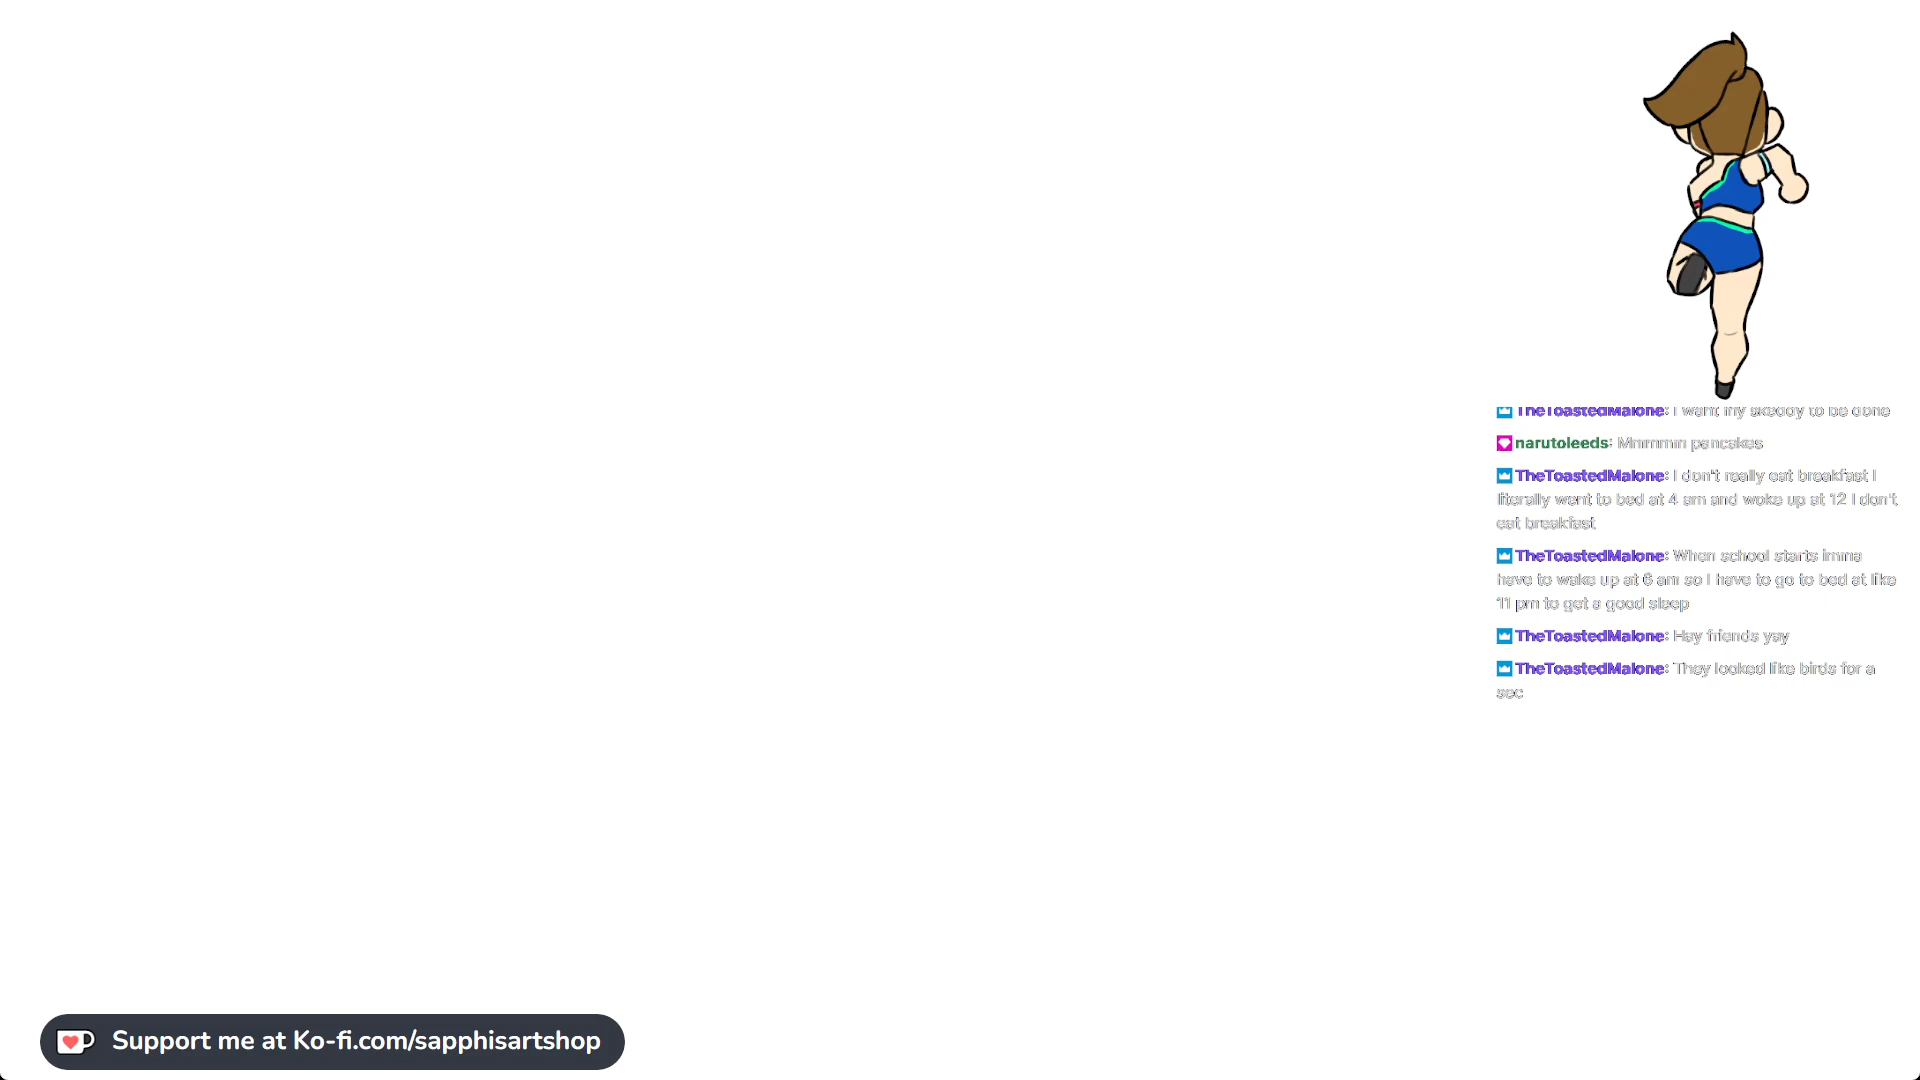 TheToastedMalone: I want my skeddy to be done
narutoleeds: Mmmmm pancakes
TheToastedMalone: I don't really eat breakfast I
literally went to bed at 4 am and woke up at 12 I don't
eat breakfast
TheToastedMalone: When school starts imma
have to wake up at 6 am so I have to go to bed at like
11 pm to get a good sleep
TheToastedMalone: Hay friends yay
TheToastedMalone: They looked like birds for a
sec
Support me at Ko-fi.com/sapphisartshop